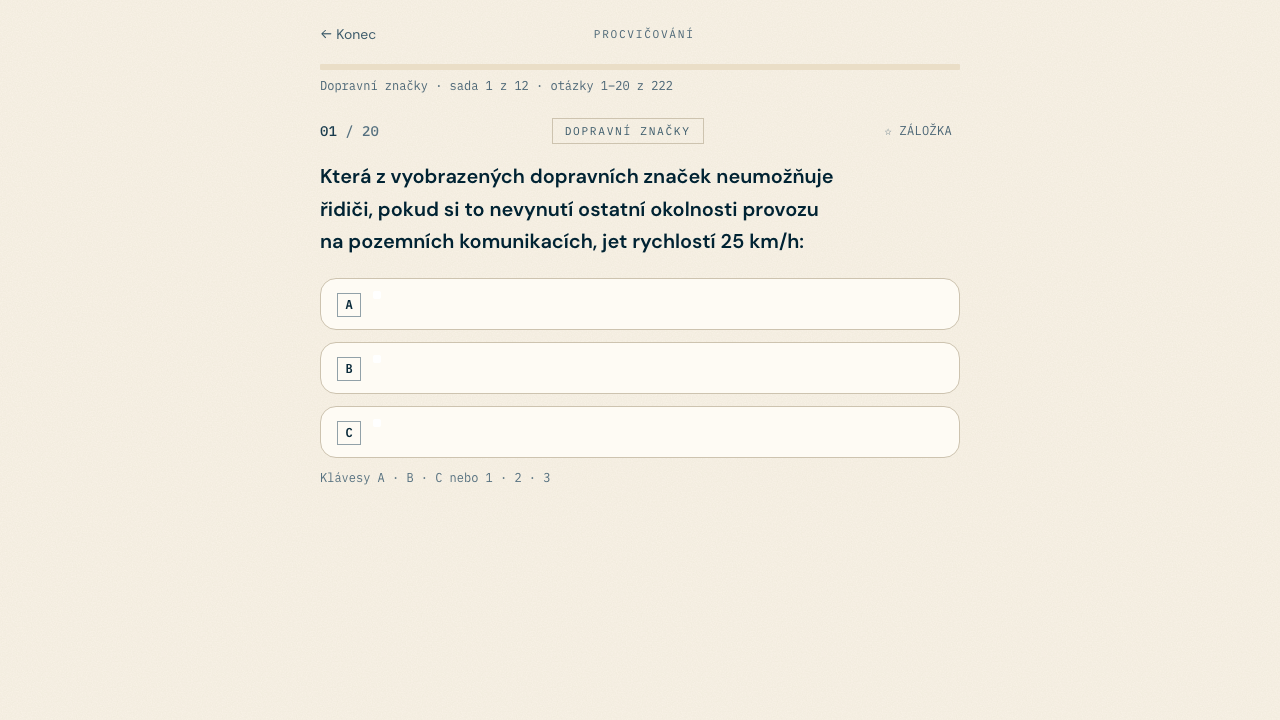 ← Konec
PROCVIČOVÁNÍ
Dopravní značky · sada 1 z 12 · otázky 1–20 z 222
01 / 20
DOPRAVNÍ ZNAČKY
☆ ZÁLOŽKA
Která z vyobrazených dopravních značek neumožňuje
řidiči, pokud si to nevynutí ostatní okolnosti provozu
na pozemních komunikacích, jet rychlostí 25 km/h:
A
B
C
Klávesy A · B · C nebo 1 · 2 · 3